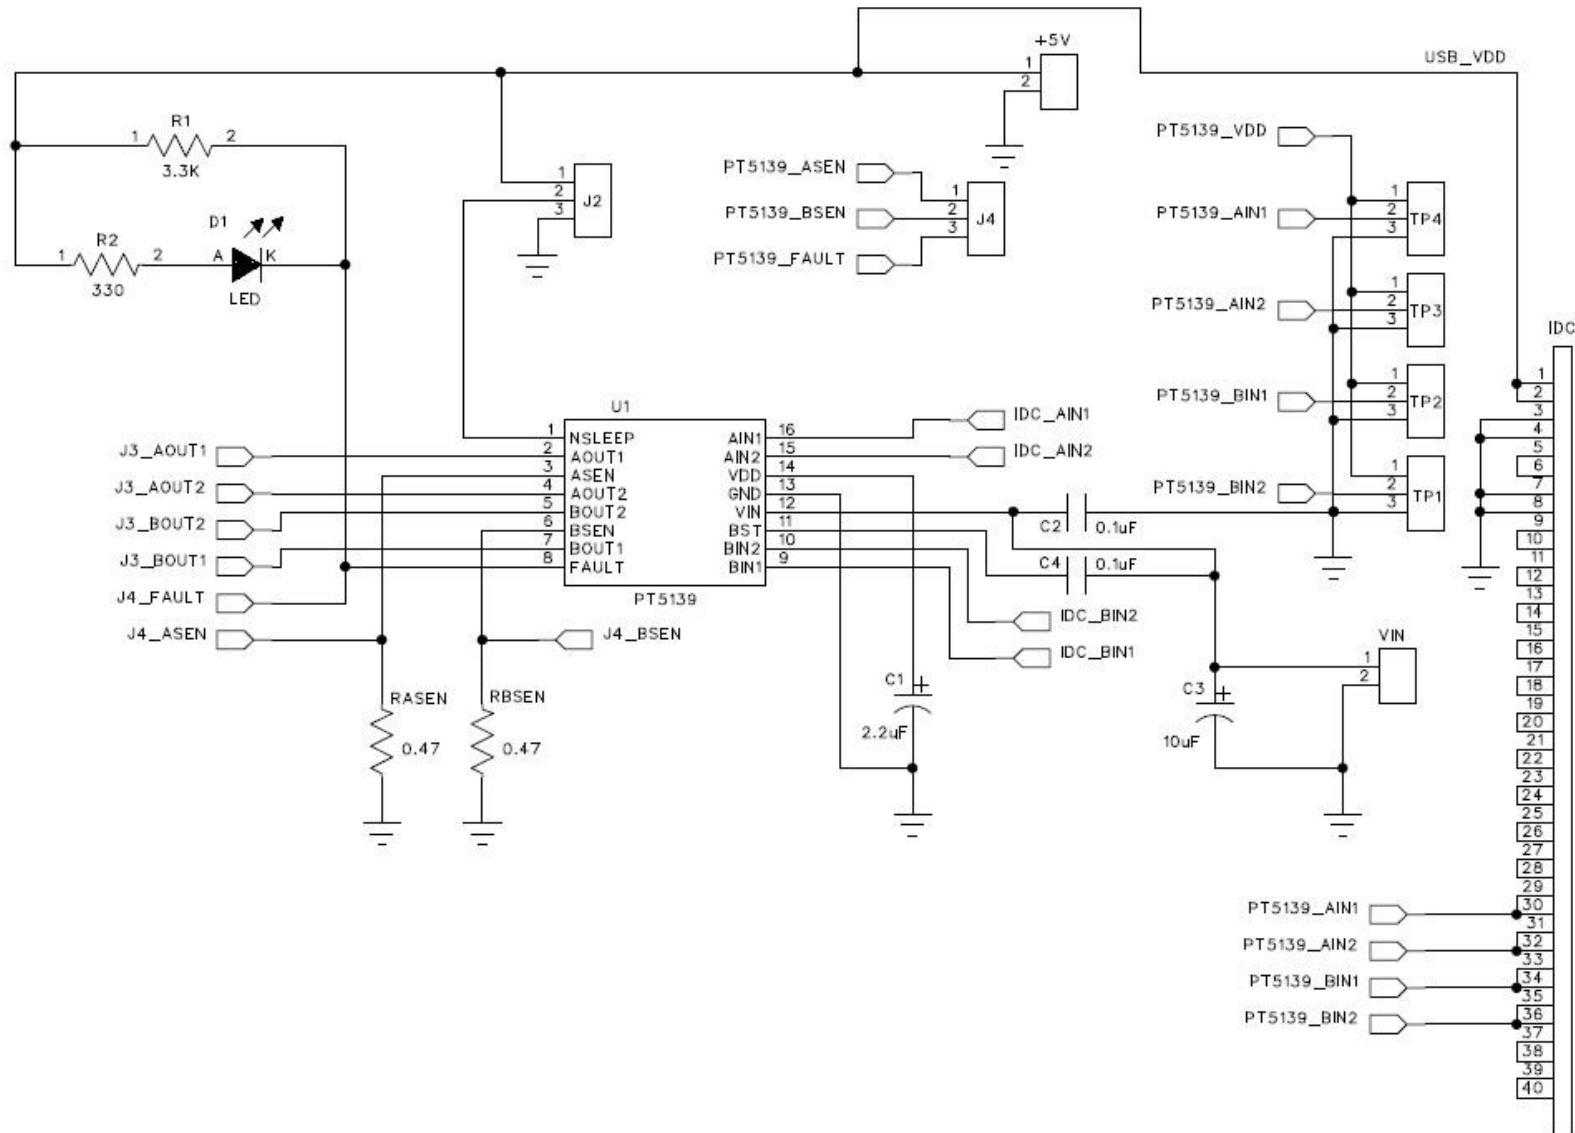 +5V
1
2
USB_VDD
R1
1 2
3.3K
R2
1 2
330
D1
A K
LED
1
2
3
J2
PT5139_ASEN
PT5139_BSEN
PT5139_FAULT
1
2
3
J4
PT5139_VDD
PT5139_AIN1
1
2
3
TP4
PT5139_AIN2
1
2
3
TP3
PT5139_BIN1
1
2
3
TP2
PT5139_BIN2
1
2
3
TP1
J3_AOUT1
J3_AOUT2
J3_BOUT2
J3_BOUT1
J4_FAULT
J4_ASEN
U1
1 NSLEEP AIN1 16
2 AOUT1 AIN2 15
3 ASEN VDD 14
4 AOUT2 GND 13
5 BOUT2 VIN 12
6 BSEN BST 11
7 BOUT1 BIN2 10
8 FAULT BIN1 9
PT5139
J4_BSEN
IDC_AIN1
IDC_AIN2
C2 0.1uF
C4 0.1uF
IDC_BIN2
IDC_BIN1
RASEN
0.47
RBSEN
0.47
C1 +
2.2uF
C3 +
10uF
VIN
1
2
IDC
1
2
3
4
5
6
7
8
9
10
11
12
13
14
15
16
17
18
19
20
21
22
23
24
25
26
27
28
29
30
31
32
33
34
35
36
37
38
39
40
PT5139_AIN1
PT5139_AIN2
PT5139_BIN1
PT5139_BIN2